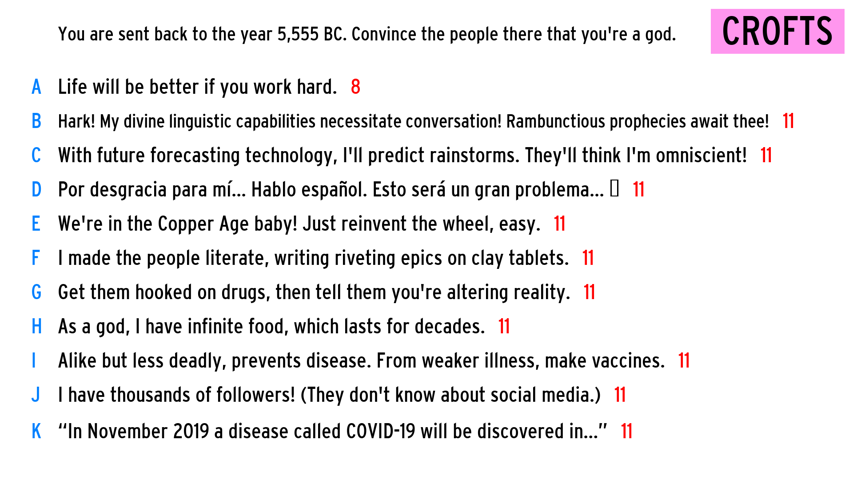 You are sent back to the year 5,555 BC. Convince the people there that you're a god.
CROFTS
A Life will be better if you work hard. 8
B Hark! My divine linguistic capabilities necessitate conversation! Rambunctious prophecies await thee! 11
C With future forecasting technology, I'll predict rainstorms. They'll think I'm omniscient! 11
D Por desgracia para mí... Hablo español. Esto será un gran problema... 11
E We're in the Copper Age baby! Just reinvent the wheel, easy. 11
F I made the people literate, writing riveting epics on clay tablets. 11
G Get them hooked on drugs, then tell them you're altering reality. 11
H As a god, I have infinite food, which lasts for decades. 11
I Alike but less deadly, prevents disease. From weaker illness, make vaccines. 11
J I have thousands of followers! (They don't know about social media.) 11
K “In November 2019 a disease called COVID-19 will be discovered in...” 11